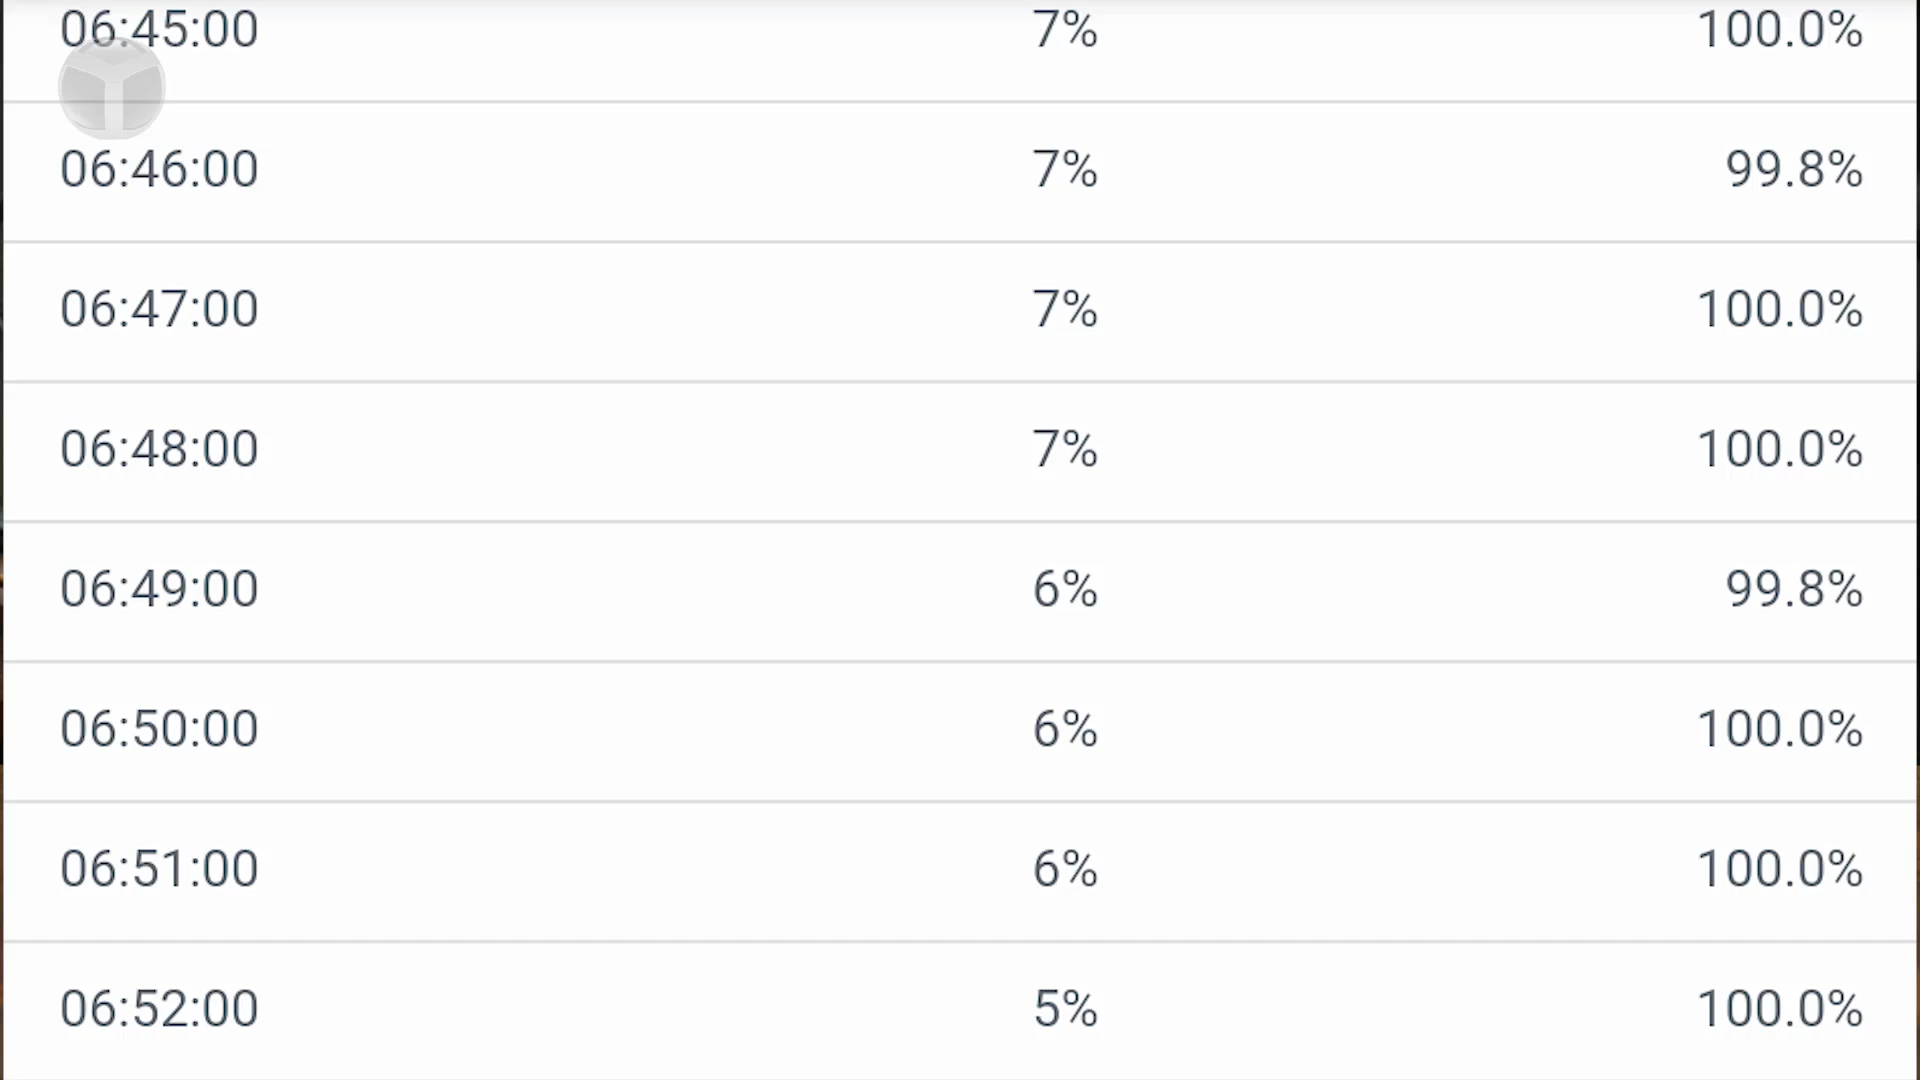 06:45:00 7% 100.0%
06:46:00 7% 99.8%
06:47:00 7% 100.0%
06:48:00 7% 100.0%
06:49:00 6% 99.8%
06:50:00 6% 100.0%
06:51:00 6% 100.0%
06:52:00 5% 100.0%